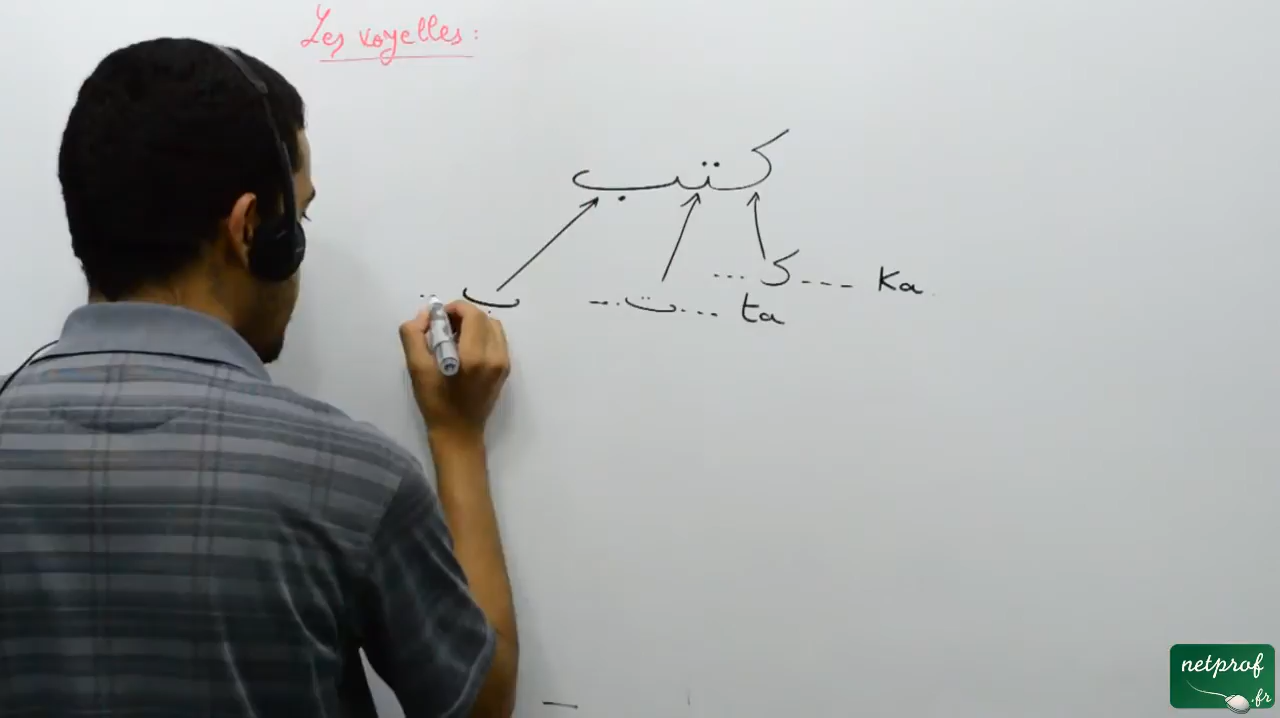 Les voyelles :
كتب
... ك --- Ka
... ت ... ta
.. ب
netprof
.fr